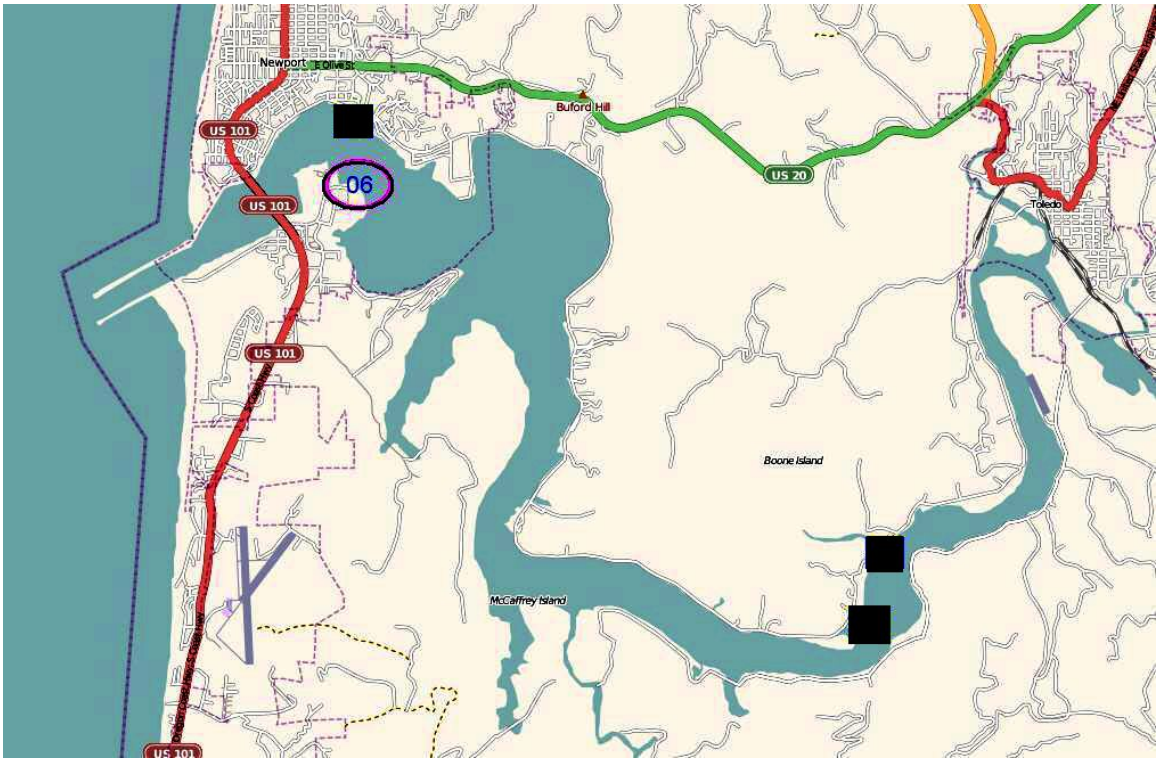 Newport
E Olive St
Buford Hill
US 101
06
US 20
US 101
Toledo
US 101
Boone Island
McCaffrey Island
US 101